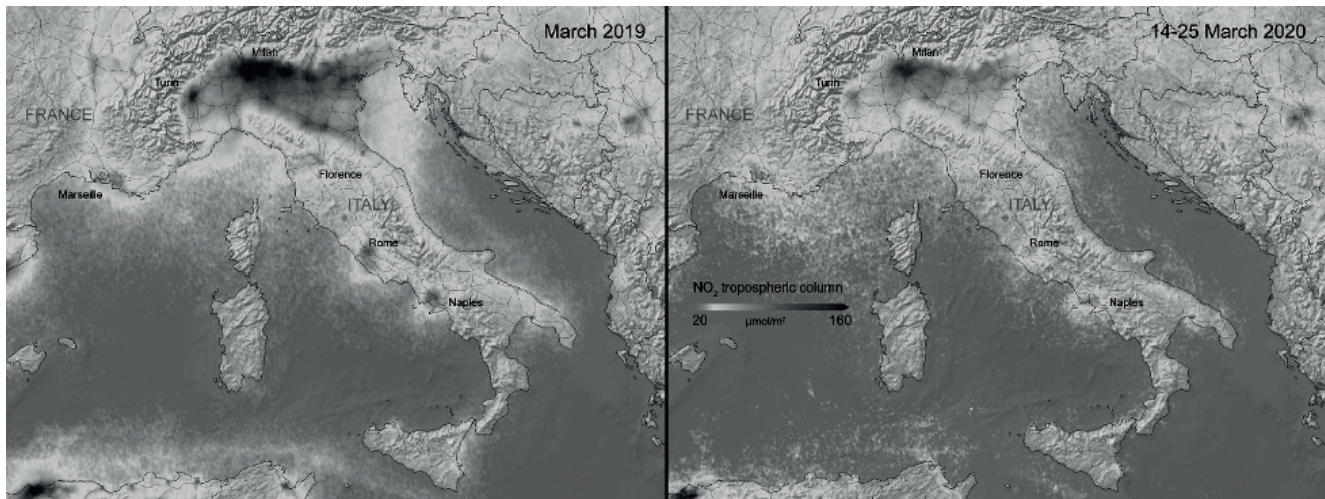 March 2019
Milan
Turin
FRANCE
Marseille
Florence
ITALY
Rome
Naples
14-25 March 2020
Milan
Turin
FRANCE
Marseille
Florence
ITALY
Rome
NO₂ tropospheric column
20 μmol/m² 160
Naples